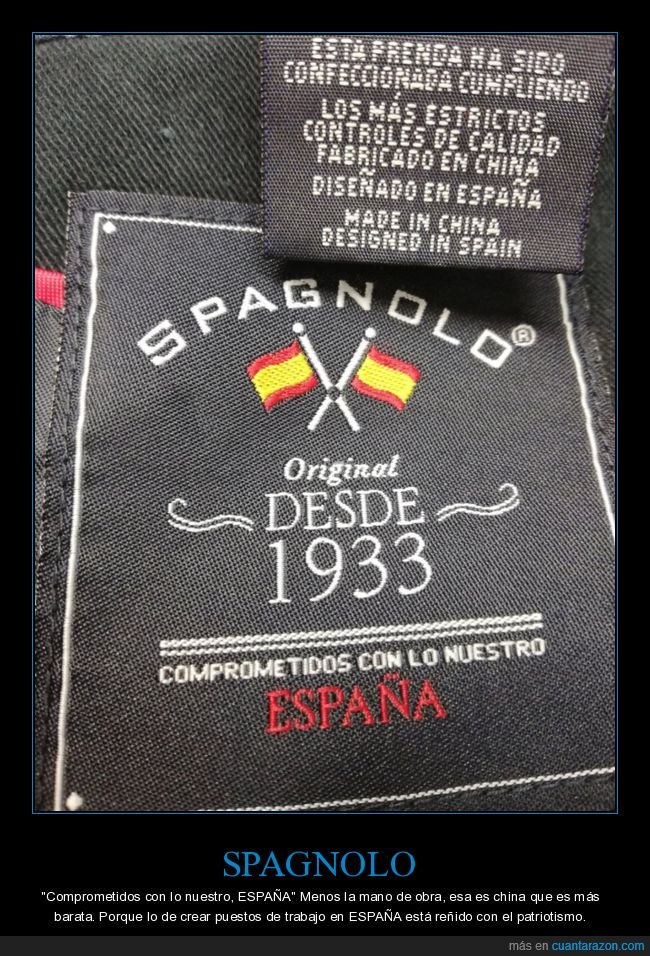 ESTA PRENDA HA SIDO
CONFECCIONADA CUMPLIENDO
LOS MÁS ESTRICTOS
CONTROLES DE CALIDAD
FABRICADO EN CHINA
DISEÑADO EN ESPAÑA
MADE IN CHINA
DESIGNED IN SPAIN
SPAGNOLO®
Original
DESDE
1933
COMPROMETIDOS CON LO NUESTRO
ESPAÑA
SPAGNOLO
"Comprometidos con lo nuestro, ESPAÑA" Menos la mano de obra, esa es china que es más
barata. Porque lo de crear puestos de trabajo en ESPAÑA está reñido con el patriotismo.
más en cuantarazon.com